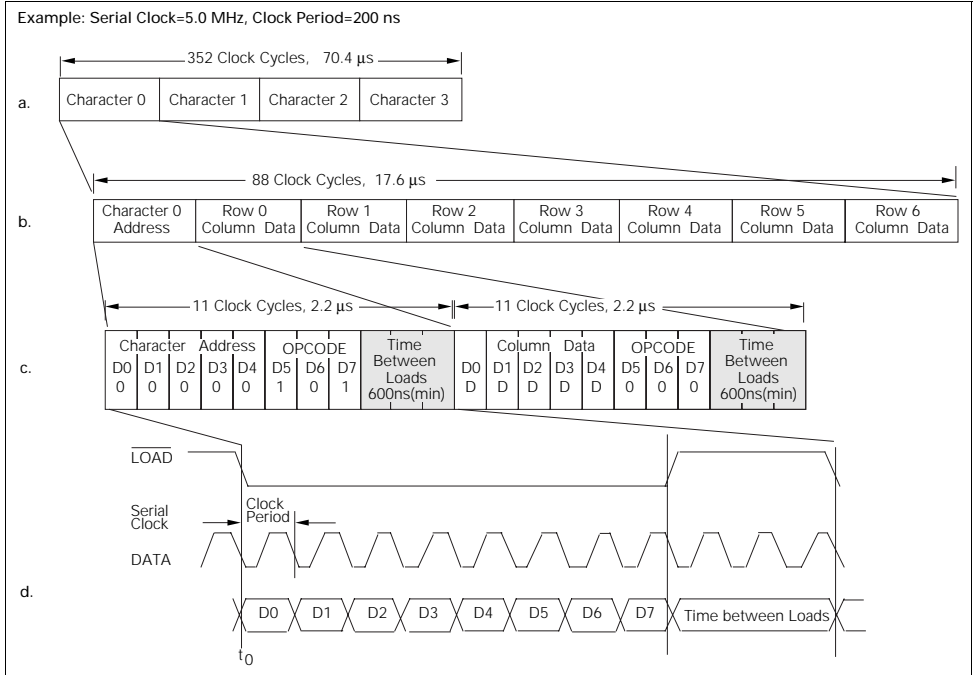 Example: Serial Clock=5.0 MHz, Clock Period=200 ns
352 Clock Cycles, 70.4 µs
a.
Character 0 Character 1 Character 2 Character 3
88 Clock Cycles, 17.6 µs
b.
Character 0 Address
Row 0 Column Data
Row 1 Column Data
Row 2 Column Data
Row 3 Column Data
Row 4 Column Data
Row 5 Column Data
Row 6 Column Data
11 Clock Cycles, 2.2 µs
11 Clock Cycles, 2.2 µs
c.
Character Address OPCODE
D0 D1 D2 D3 D4 D5 D6 D7
0 0 0 0 0 1 0 1
Time
Between
Loads
600ns(min)
Column Data OPCODE
D0 D1 D2 D3 D4 D5 D6 D7
D D D D D 0 0 0
Time
Between
Loads
600ns(min)
LOAD
Serial
Clock
Clock
Period
DATA
d.
D0 D1 D2 D3 D4 D5 D6 D7 Time between Loads
t0